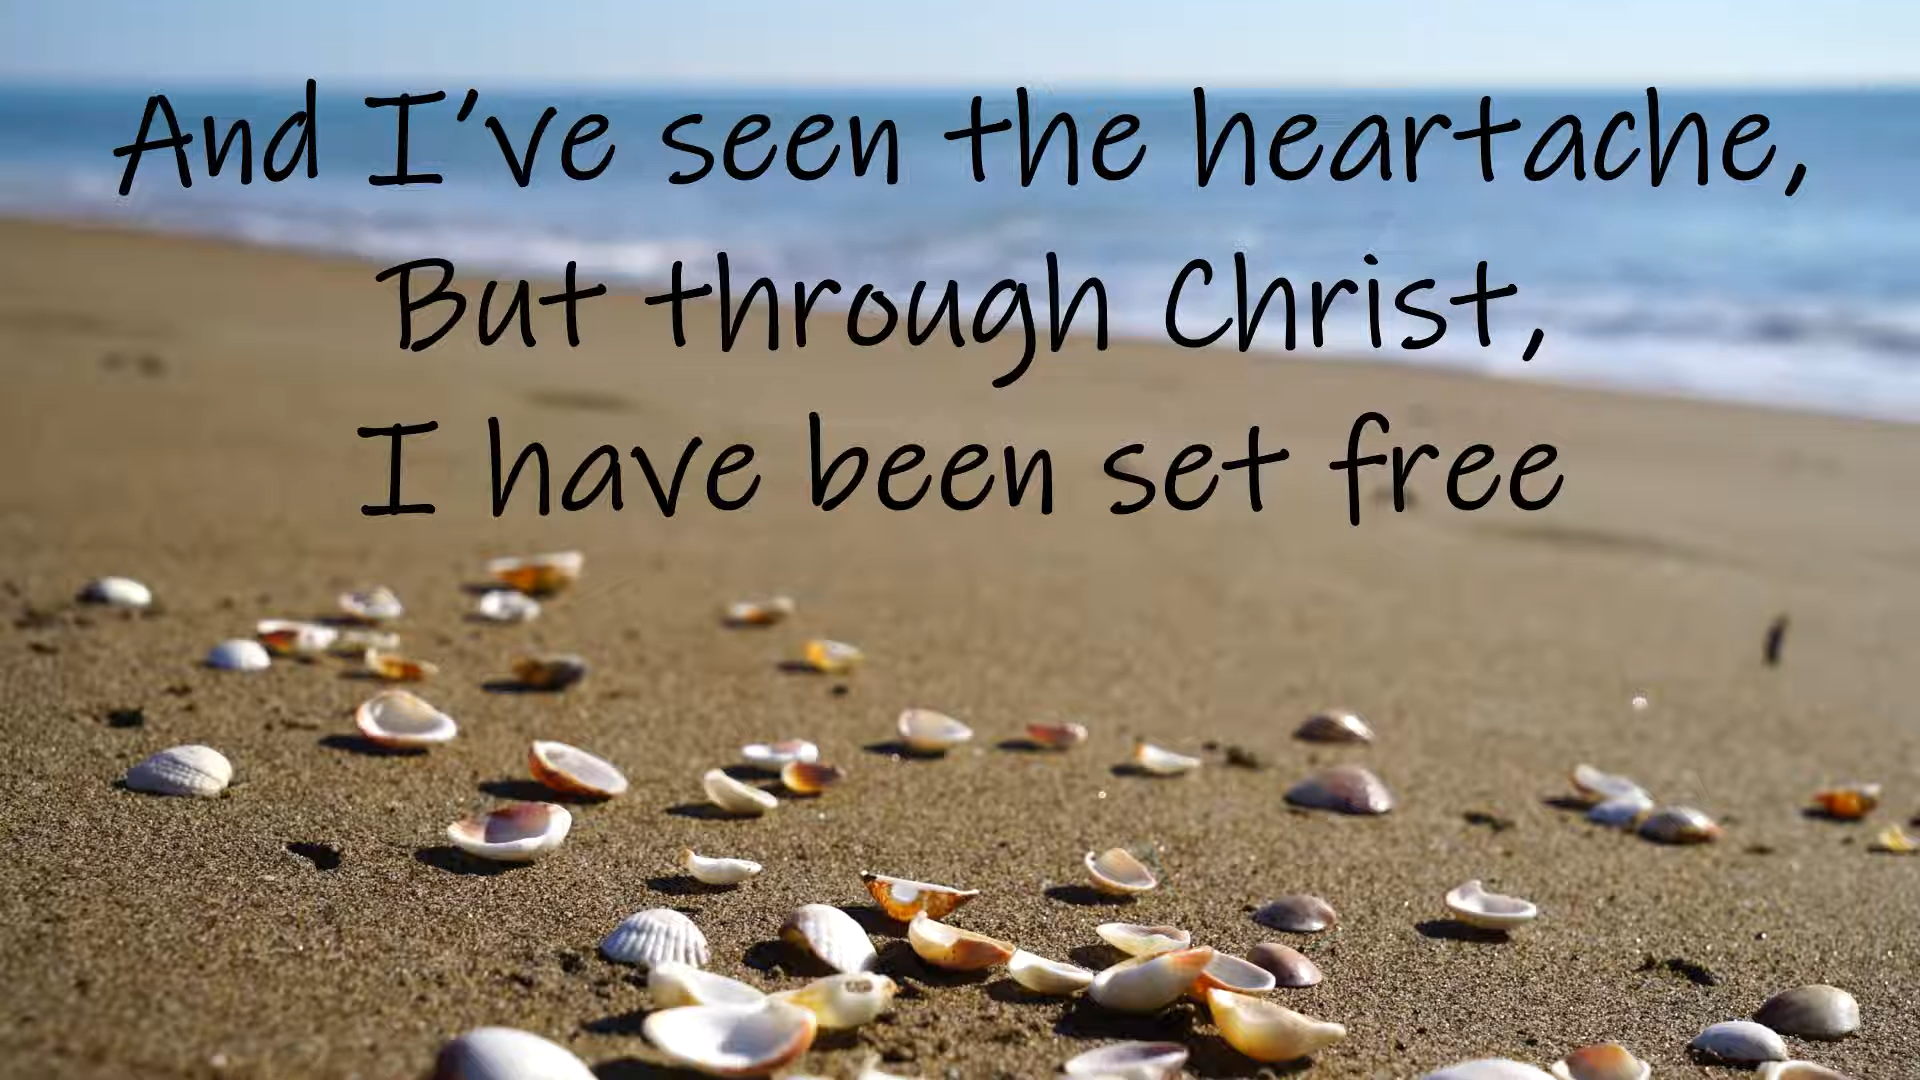 And I've seen the heartache,
But through Christ,
I have been set free